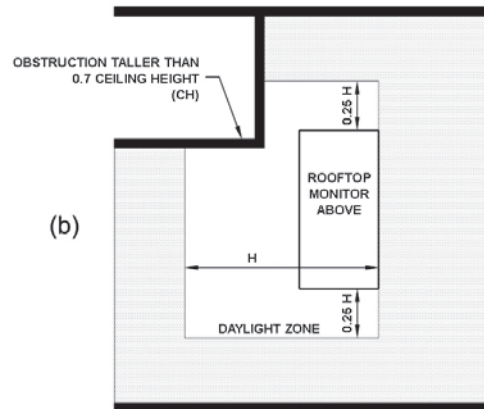 OBSTRUCTION TALLER THAN
0.7 CEILING HEIGHT
(CH)
0.25 H
ROOFTOP
MONITOR
ABOVE
(b)
H
0.25 H
DAYLIGHT ZONE